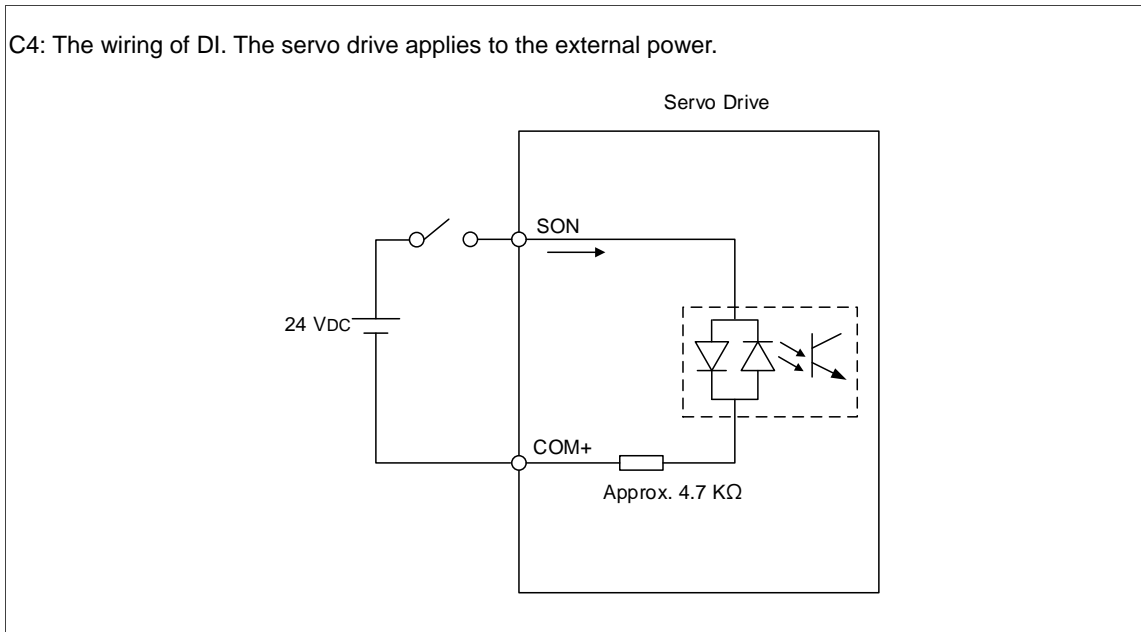 C4: The wiring of DI. The servo drive applies to the external power.
Servo Drive
SON
24 VDC
COM+
Approx. 4.7 KΩ